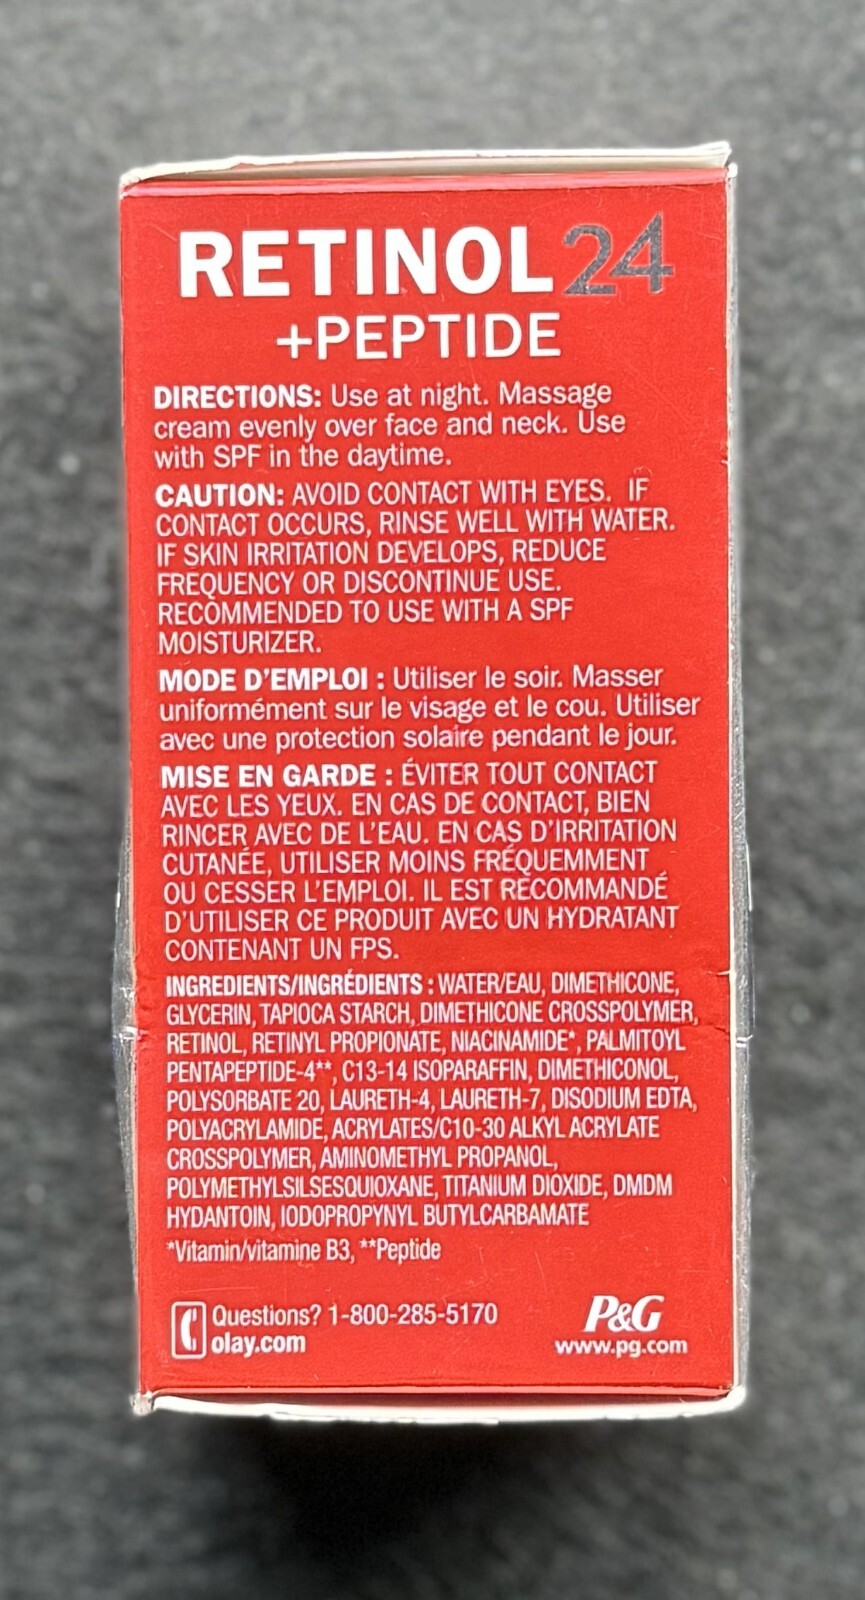 RETINOL24
+PEPTIDE
DIRECTIONS: Use at night. Massage
cream evenly over face and neck. Use
with SPF in the daytime.
CAUTION: AVOID CONTACT WITH EYES. IF
CONTACT OCCURS, RINSE WELL WITH WATER.
IF SKIN IRRITATION DEVELOPS, REDUCE
FREQUENCY OR DISCONTINUE USE.
RECOMMENDED TO USE WITH A SPF
MOISTURIZER.
MODE D'EMPLOI : Utiliser le soir. Masser
uniformément sur le visage et le cou. Utiliser
avec une protection solaire pendant le jour.
MISE EN GARDE : ÉVITER TOUT CONTACT
AVEC LES YEUX. EN CAS DE CONTACT, BIEN
RINCER AVEC DE L'EAU. EN CAS D'IRRITATION
CUTANÉE, UTILISER MOINS FRÉQUEMMENT
OU CESSER L'EMPLOI. IL EST RECOMMANDÉ
D'UTILISER CE PRODUIT AVEC UN HYDRATANT
CONTENANT UN FPS.
INGREDIENTS/INGRÉDIENTS : WATER/EAU, DIMETHICONE,
GLYCERIN, TAPIOCA STARCH, DIMETHICONE CROSSPOLYMER,
RETINOL, RETINYL PROPIONATE, NIACINAMIDE*, PALMITOYL
PENTAPEPTIDE-4**, C13-14 ISOPARAFFIN, DIMETHICONOL,
POLYSORBATE 20, LAURETH-4, LAURETH-7, DISODIUM EDTA,
POLYACRYLAMIDE, ACRYLATES/C10-30 ALKYL ACRYLATE
CROSSPOLYMER, AMINOMETHYL PROPANOL,
POLYMETHYLSILSESQUIOXANE, TITANIUM DIOXIDE, DMDM
HYDANTOIN, IODOPROPYNYL BUTYLCARBAMATE
*Vitamin/vitamine B3, **Peptide
Questions? 1-800-285-5170
olay.com
P&G
www.pg.com